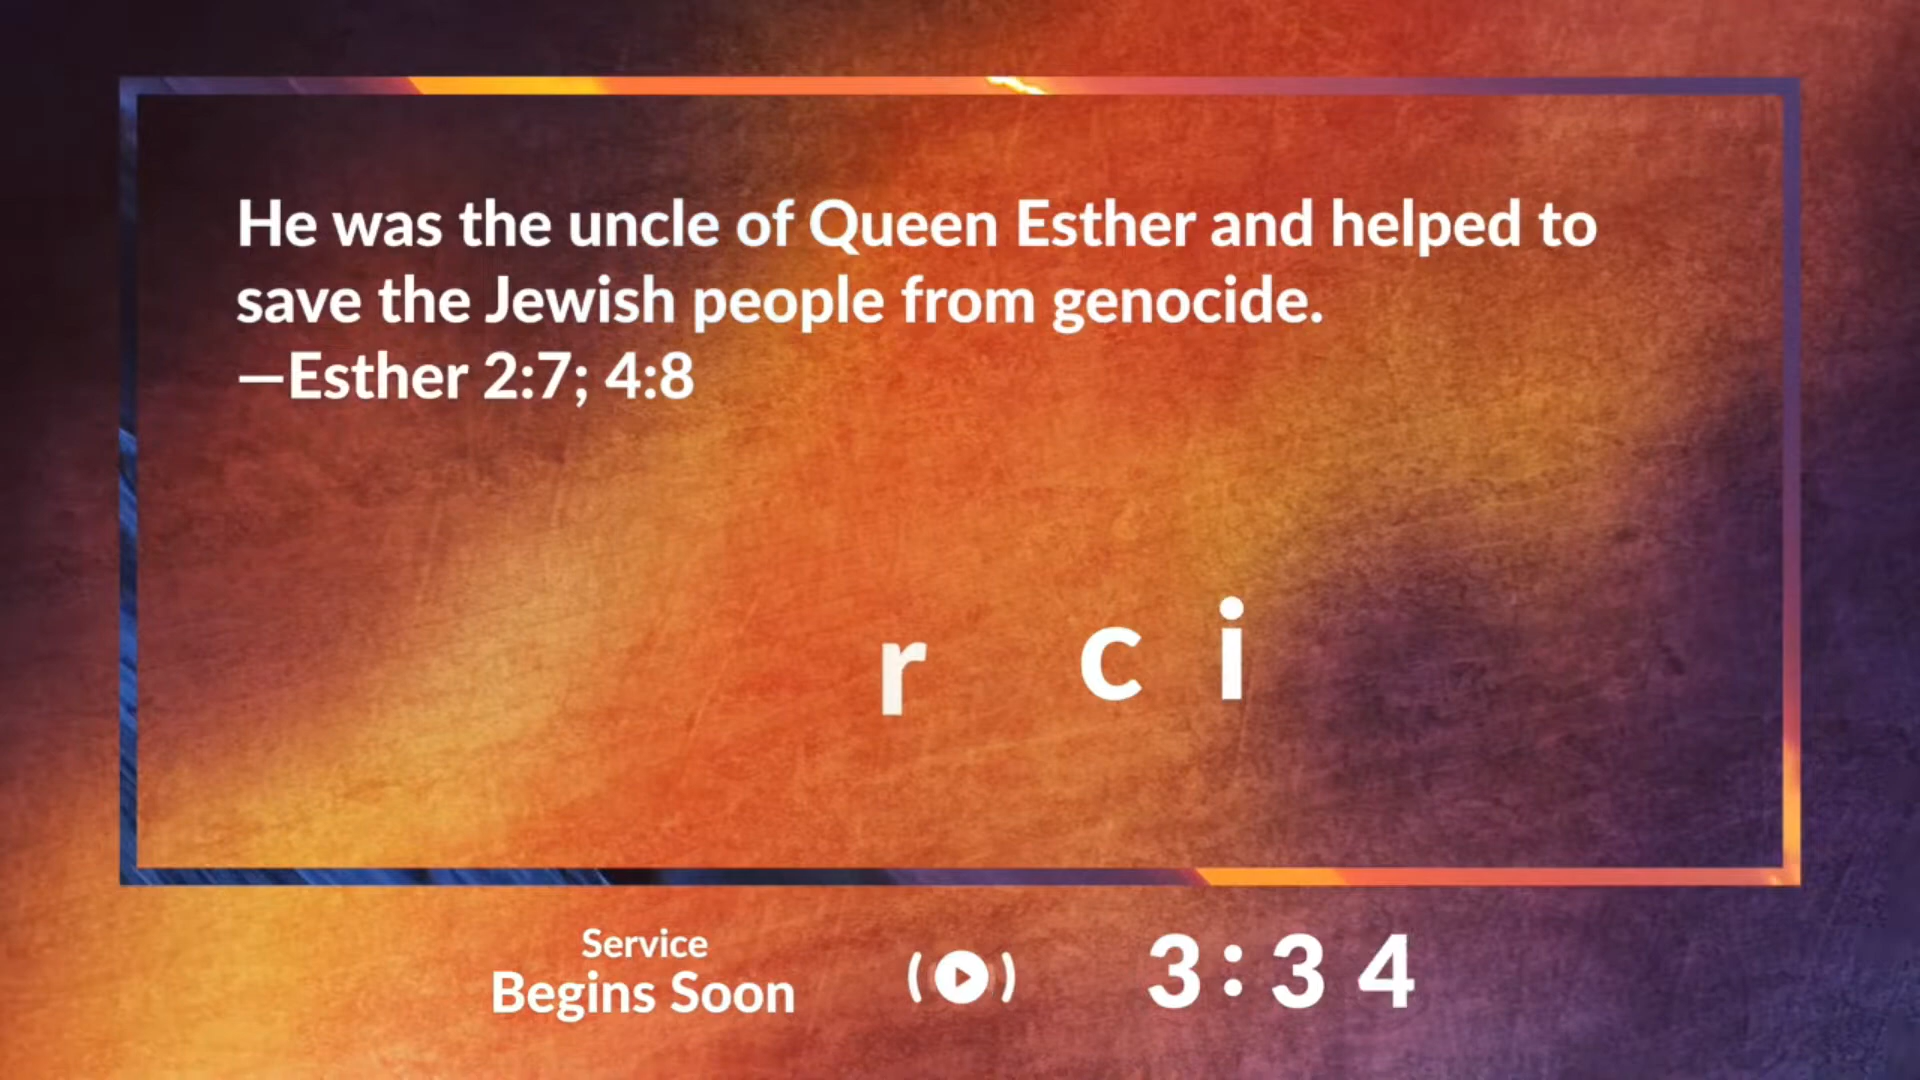 He was the uncle of Queen Esther and helped to
save the Jewish people from genocide.
—Esther 2:7; 4:8
r c i
Service
Begins Soon
3:34